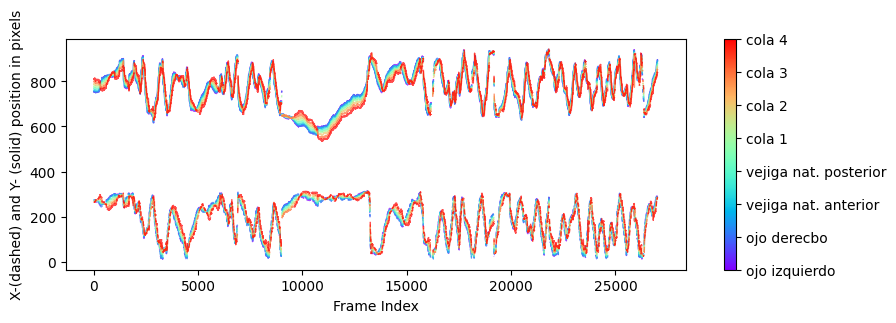 X-(dashed) and Y- (solid) position in pixels
800
600
400
200
0
0
5000
10000
15000
20000
25000
Frame Index
cola 4
cola 3
cola 2
cola 1
vejiga nat. posterior
vejiga nat. anterior
ojo derecbo
ojo izquierdo